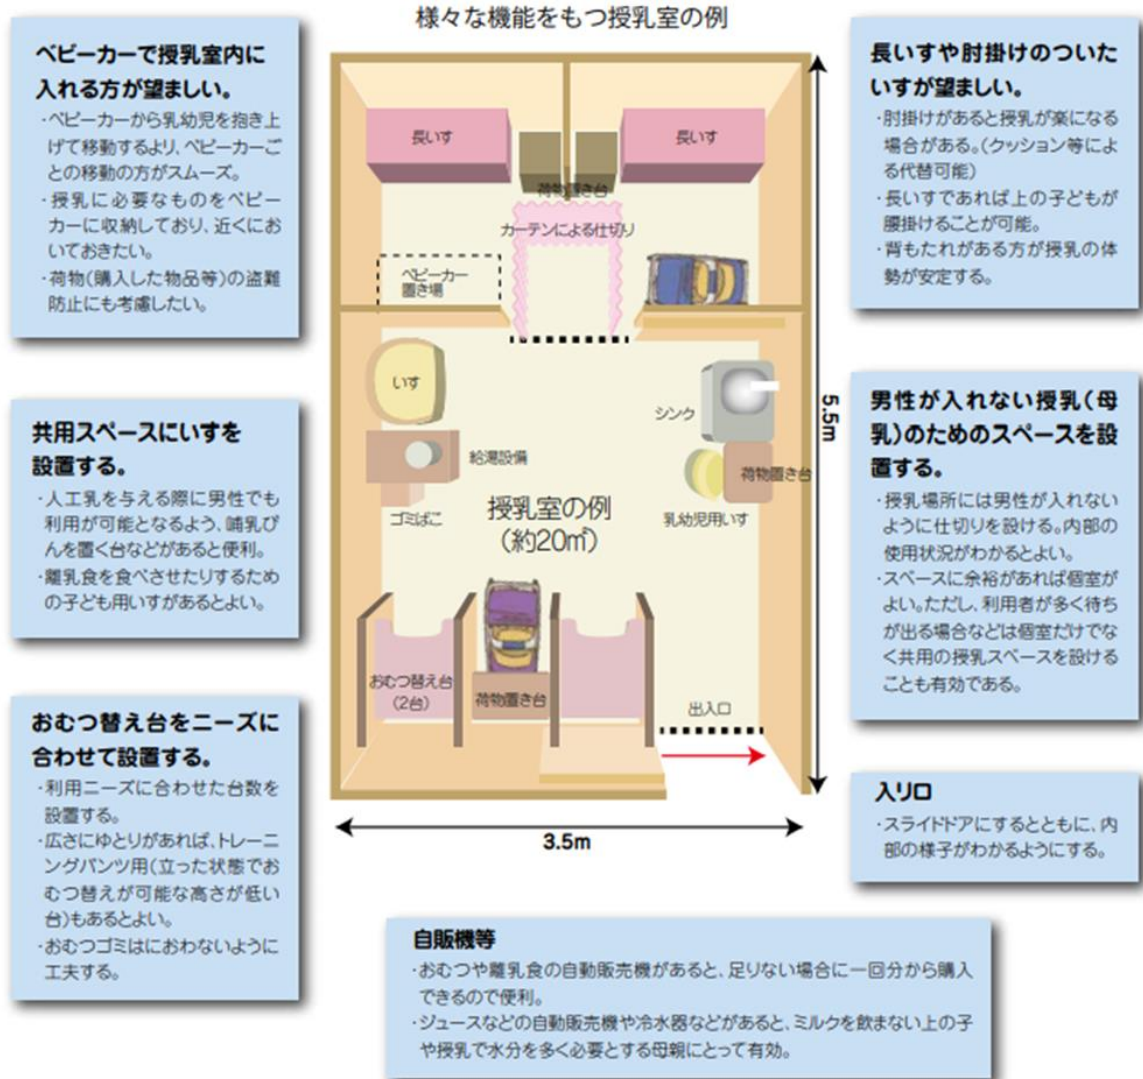 様々な機能をもつ授乳室の例
ベビーカーで授乳室内に
入れる方が望ましい。
・ベビーカーから乳幼児を抱き上
げて移動するより、ベビーカーご
との移動の方がスムーズ。
・授乳に必要なものをベビー
カーに収納しており、近くにお
いておきたい。
・荷物(購入した物品等)の盗難
防止にも考慮したい。
共用スペースにいすを
設置する。
・人工乳を与える際に男性でも
利用が可能となるよう、哺乳び
んを置く台などがあると便利。
・離乳食を食べさせたりするため
の子ども用いすがあるとよい。
おむつ替え台をニーズに
合わせて設置する。
・利用ニーズに合わせた台数を
設置する。
・広さにゆとりがあれば、トレーニ
ングパンツ用(立った状態でお
むつ替えが可能な高さが低い
台)もあるとよい。
・おむつゴミはにおわないように
工夫する。
長いす
長いす
荷物置き台
カーテンによる仕切り
ベビーカー
置き場
いす
シンク
給湯設備
荷物置き台
ゴミばこ
乳幼児用いす
授乳室の例
(約20㎡)
おむつ替え台
(2台)
荷物置き台
出入口
5.5m
3.5m
長いすや肘掛けのついた
いすが望ましい。
・肘掛けがあると授乳が楽になる
場合がある。(クッション等によ
る代替可能)
・長いすであれば上の子どもが
腰掛けることが可能。
・背もたれがある方が授乳の体
勢が安定する。
男性が入れない授乳(母
乳)のためのスペースを設
置する。
・授乳場所には男性が入れない
ように仕切りを設ける。内部の
使用状況がわかるとよい。
・スペースに余裕があれば個室が
よい。ただし、利用者が多く待ち
が出る場合などは個室だけでな
く共用の授乳スペースを設ける
ことも有効である。
入り口
・スライドドアにするとともに、内
部の様子がわかるようにする。
自販機等
・おむつや離乳食の自動販売機があると、足りない場合に一回分から購入
できるので便利。
・ジュースなどの自動販売機や冷水器などがあると、ミルクを飲まない上の子
や授乳で水分を多く必要とする母親にとって有効。